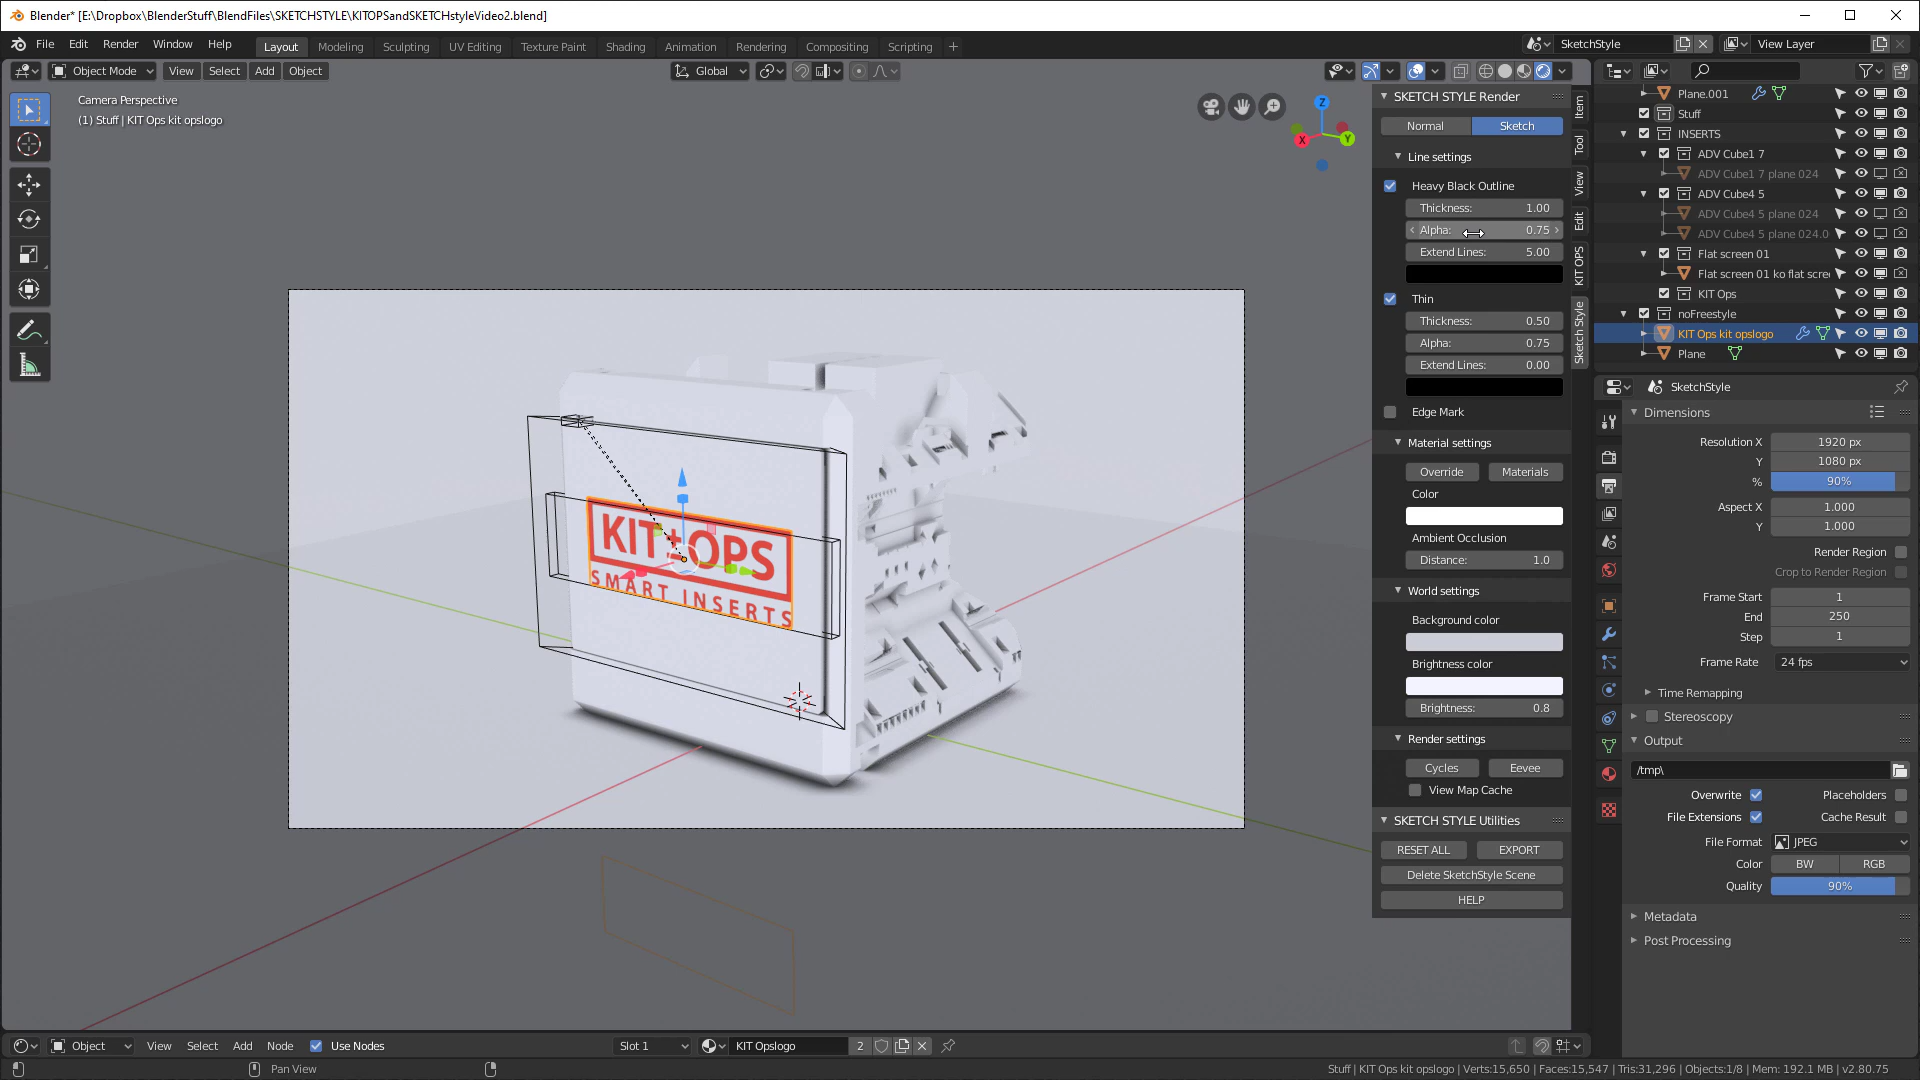 Blender* [E:\Dropbox\BlenderStuff\BlendFiles\SKETCHSTYLE\KITOPSandSKETCHstyleVideo2.blend]
File Edit Render Window Help
Layout Modeling Sculpting UV Editing Texture Paint Shading Animation Rendering Compositing Scripting +
SketchStyle
View Layer
Object Mode View Select Add Object
Global
Camera Perspective
(1) Stuff | KIT Ops kit opslogo
Z
X
Y
KIT+OPS
SMART INSERTS
SKETCH STYLE Render
Normal Sketch
Line settings
Heavy Black Outline
Thickness: 1.00
Alpha: 0.75
Extend Lines: 5.00
Thin
Thickness: 0.50
Alpha: 0.75
Extend Lines: 0.00
Edge Mark
Material settings
Override Materials
Color
Ambient Occlusion
Distance: 1.0
World settings
Background color
Brightness color
Brightness: 0.8
Render settings
Cycles Eevee
View Map Cache
SKETCH STYLE Utilities
RESET ALL EXPORT
Delete SketchStyle Scene
HELP
Item
Tool
View
Edit
KIT OPS
Sketch Style
Plane.001
Stuff
INSERTS
ADV Cube1 7
ADV Cube1 7 plane 024
ADV Cube4 5
ADV Cube4 5 plane 024
ADV Cube4 5 plane 024.0
Flat screen 01
Flat screen 01 ko flat scree
KIT Ops
noFreestyle
KIT Ops kit opslogo
Plane
SketchStyle
Dimensions
Resolution X 1920 px
Y 1080 px
% 90%
Aspect X 1.000
Y 1.000
Render Region
Crop to Render Region
Frame Start 1
End 250
Step 1
Frame Rate 24 fps
Time Remapping
Stereoscopy
Output
/tmp\
Overwrite Placeholders
File Extensions Cache Result
File Format JPEG
Color BW RGB
Quality 90%
Metadata
Post Processing
Object View Select Add Node Object Use Nodes
Slot 1
KIT Opslogo 2
Pan View
Stuff | KIT Ops kit opslogo | Verts:15,650 | Faces:15,547 | Tris:31,296 | Objects:1/8 | Mem: 192.1 MB | v2.80.75